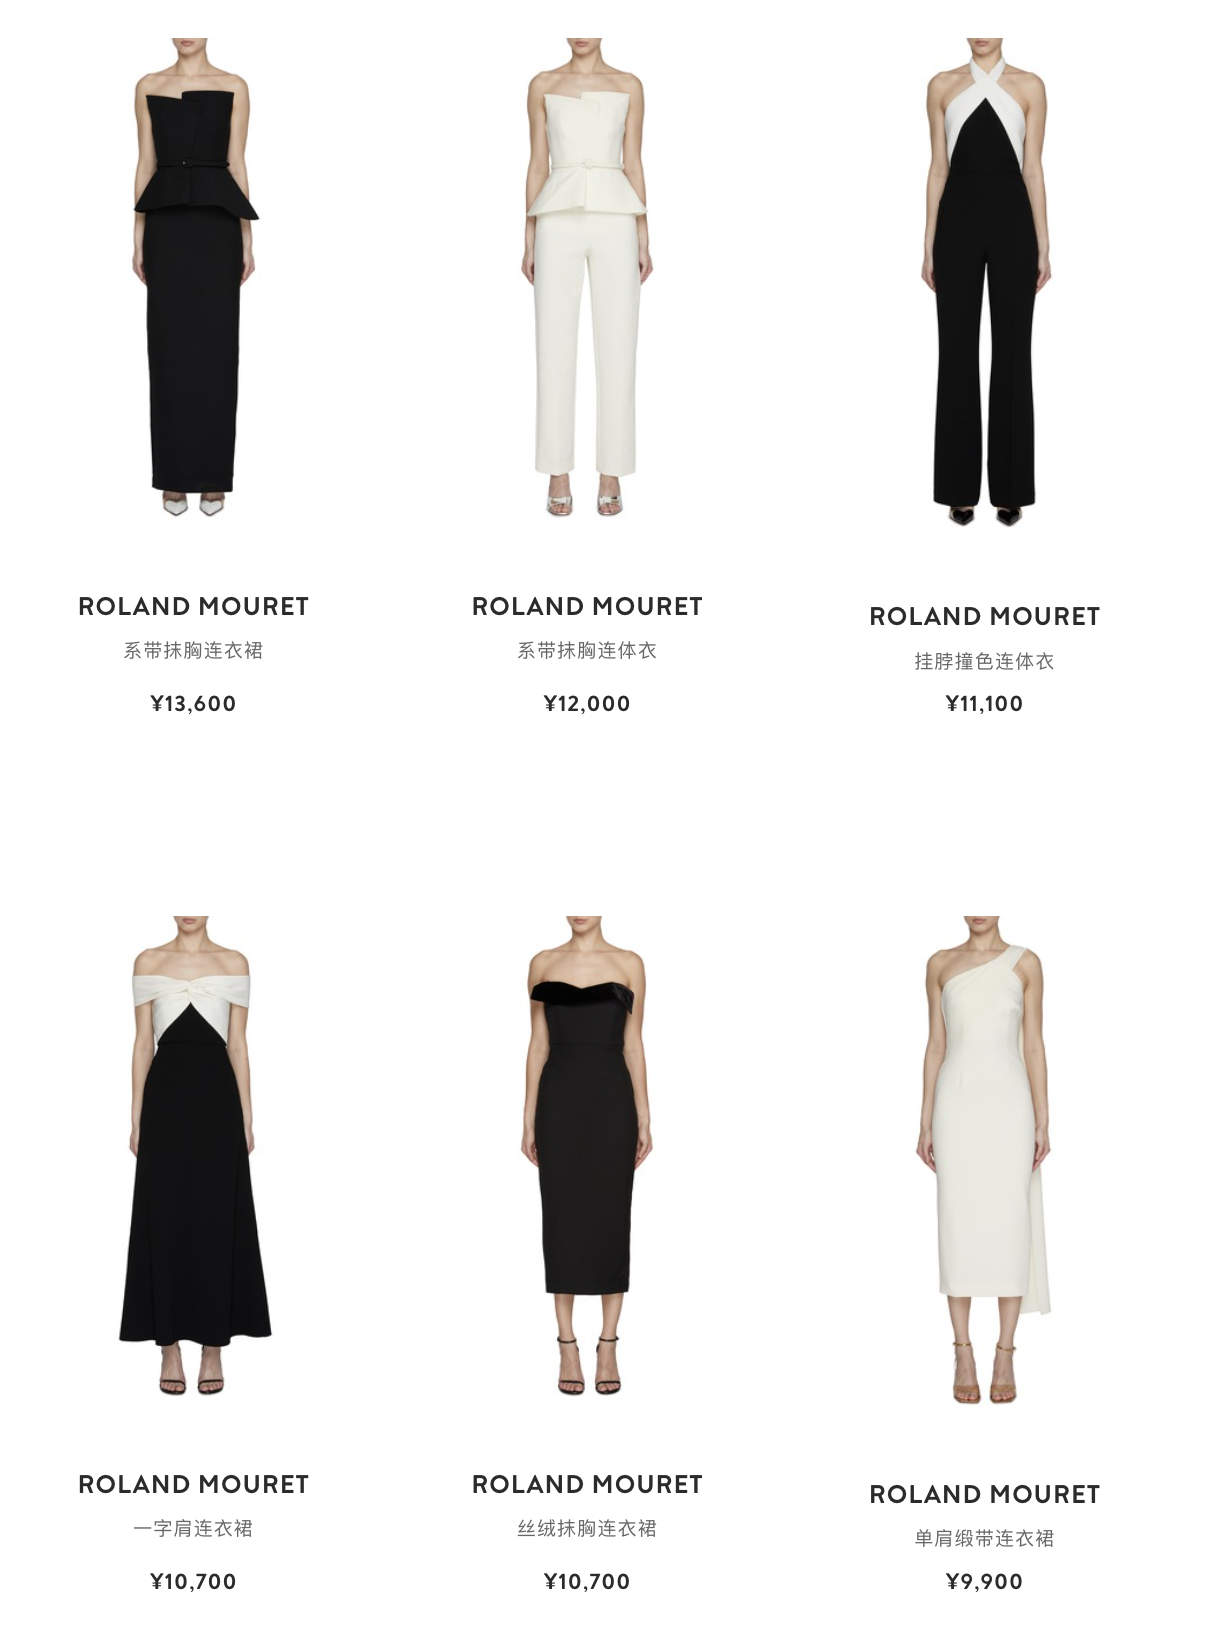 ROLAND MOURET
系带抹胸连衣裙
¥13,600
ROLAND MOURET
系带抹胸连体衣
¥12,000
ROLAND MOURET
挂脖撞色连体衣
¥11,100
ROLAND MOURET
一字肩连衣裙
¥10,700
ROLAND MOURET
丝绒抹胸连衣裙
¥10,700
ROLAND MOURET
单肩缎带连衣裙
¥9,900